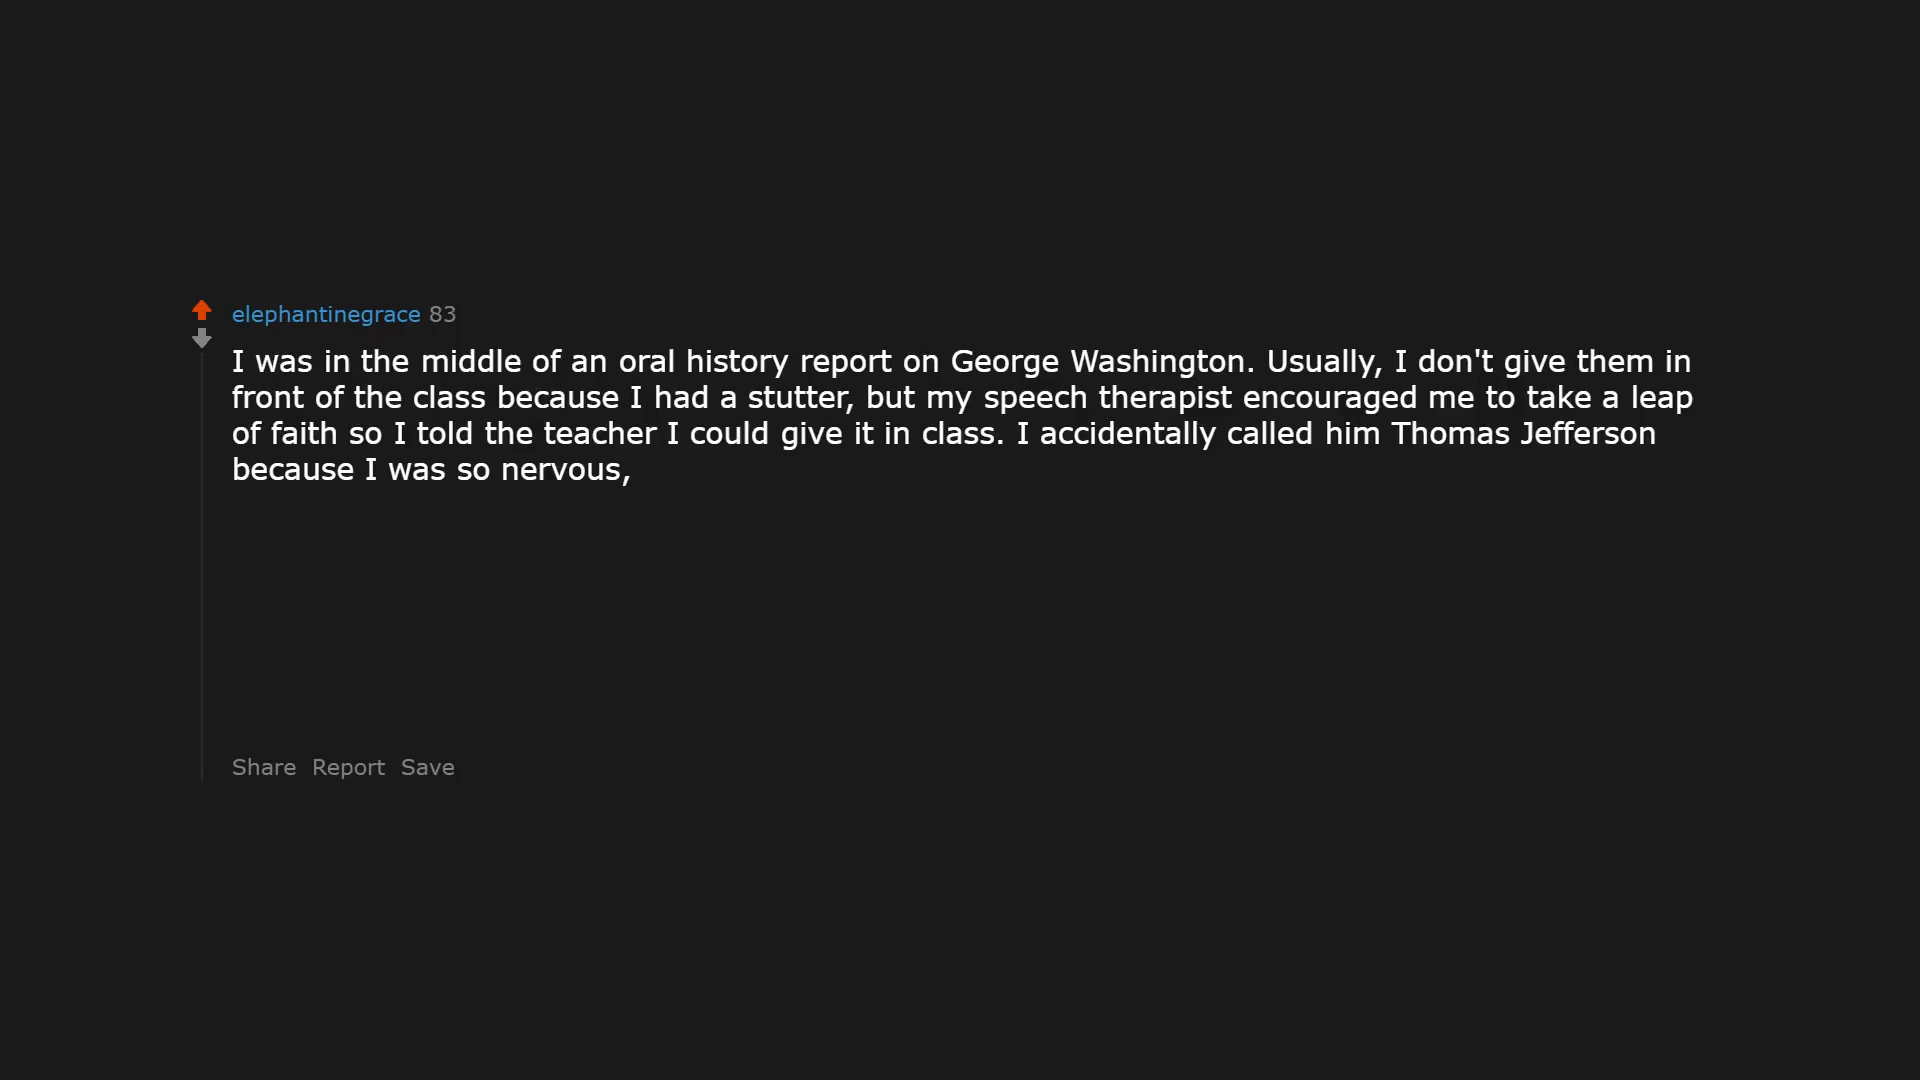 elephantinegrace 83
I was in the middle of an oral history report on George Washington. Usually, I don't give them in
front of the class because I had a stutter, but my speech therapist encouraged me to take a leap
of faith so I told the teacher I could give it in class. I accidentally called him Thomas Jefferson
because I was so nervous,
Share Report Save